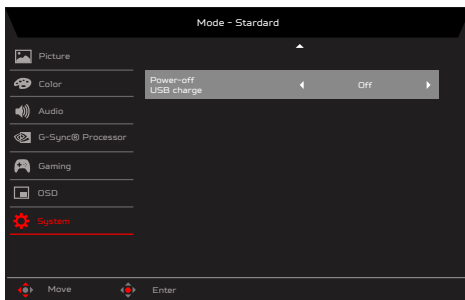 Mode - Stardard
Picture
Color
Audio
G-Sync® Processor
Gaming
OSD
System
Power-off
USB charge
Off
Move
Enter